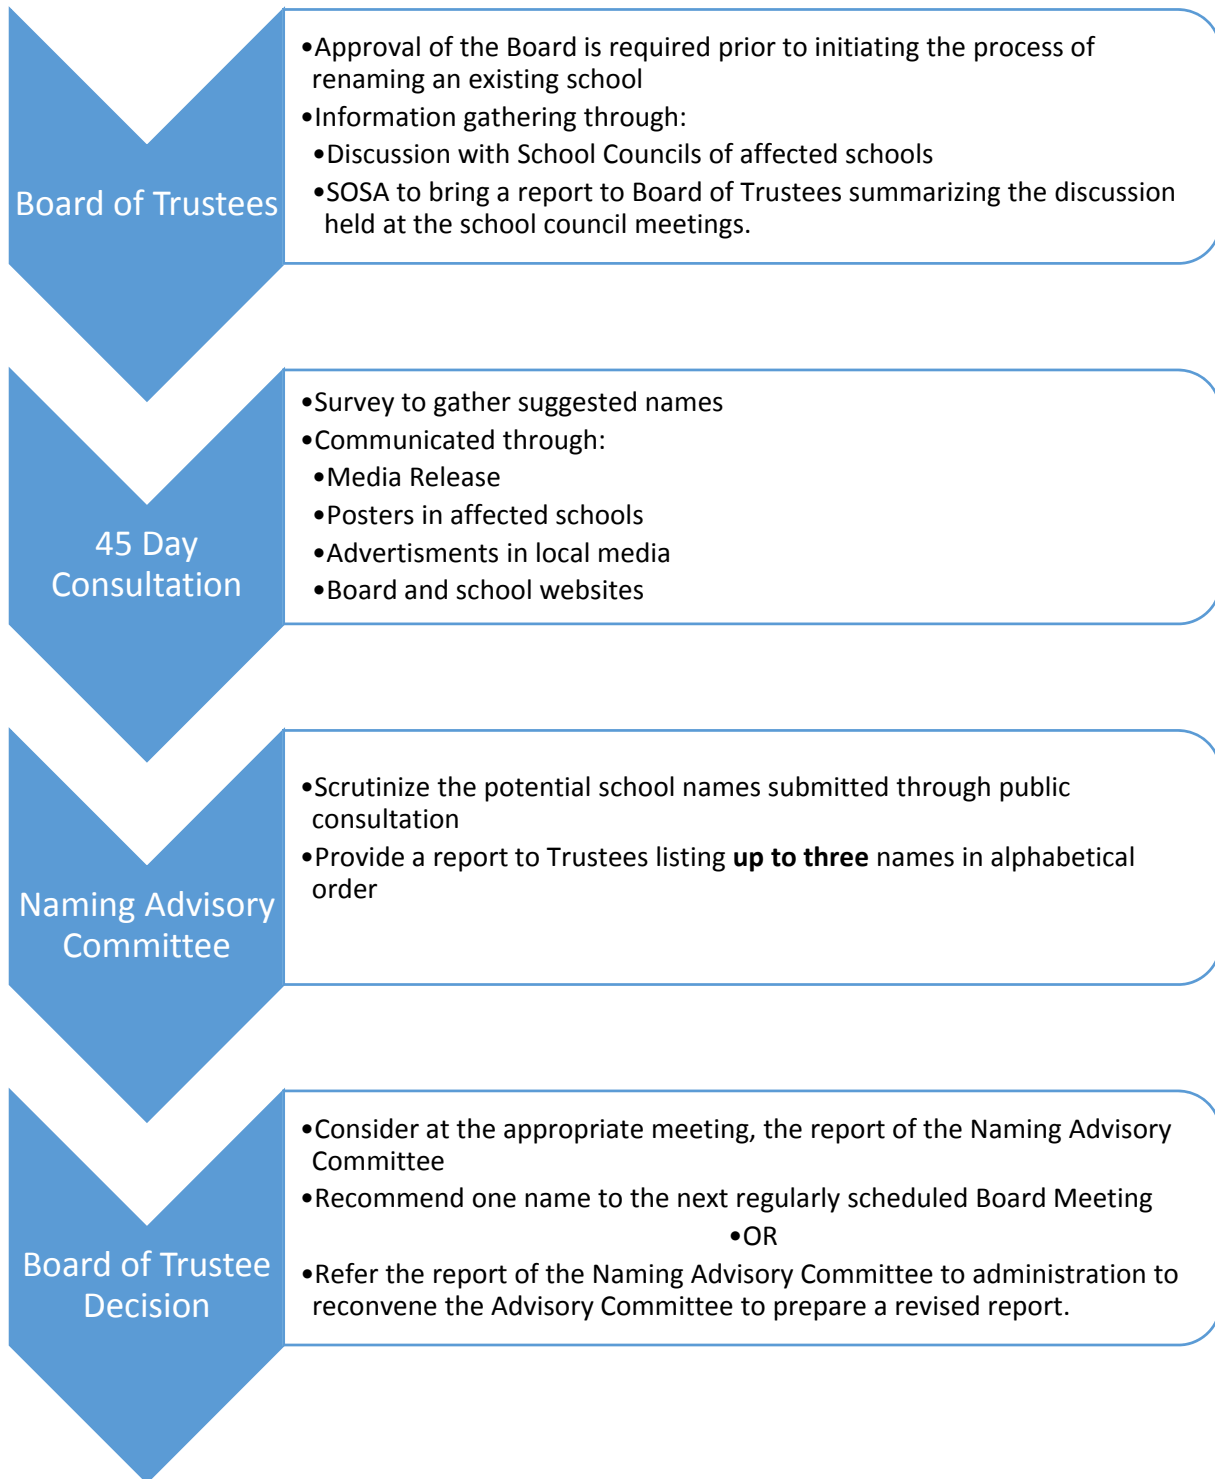 Board of Trustees
•Approval of the Board is required prior to initiating the process of
renaming an existing school
•Information gathering through:
•Discussion with School Councils of affected schools
•SOSA to bring a report to Board of Trustees summarizing the discussion
held at the school council meetings.
45 Day
Consultation
•Survey to gather suggested names
•Communicated through:
•Media Release
•Posters in affected schools
•Advertisments in local media
•Board and school websites
Naming Advisory
Committee
•Scrutinize the potential school names submitted through public
consultation
•Provide a report to Trustees listing up to three names in alphabetical
order
Board of Trustee
Decision
•Consider at the appropriate meeting, the report of the Naming Advisory
Committee
•Recommend one name to the next regularly scheduled Board Meeting
•OR
•Refer the report of the Naming Advisory Committee to administration to
reconvene the Advisory Committee to prepare a revised report.